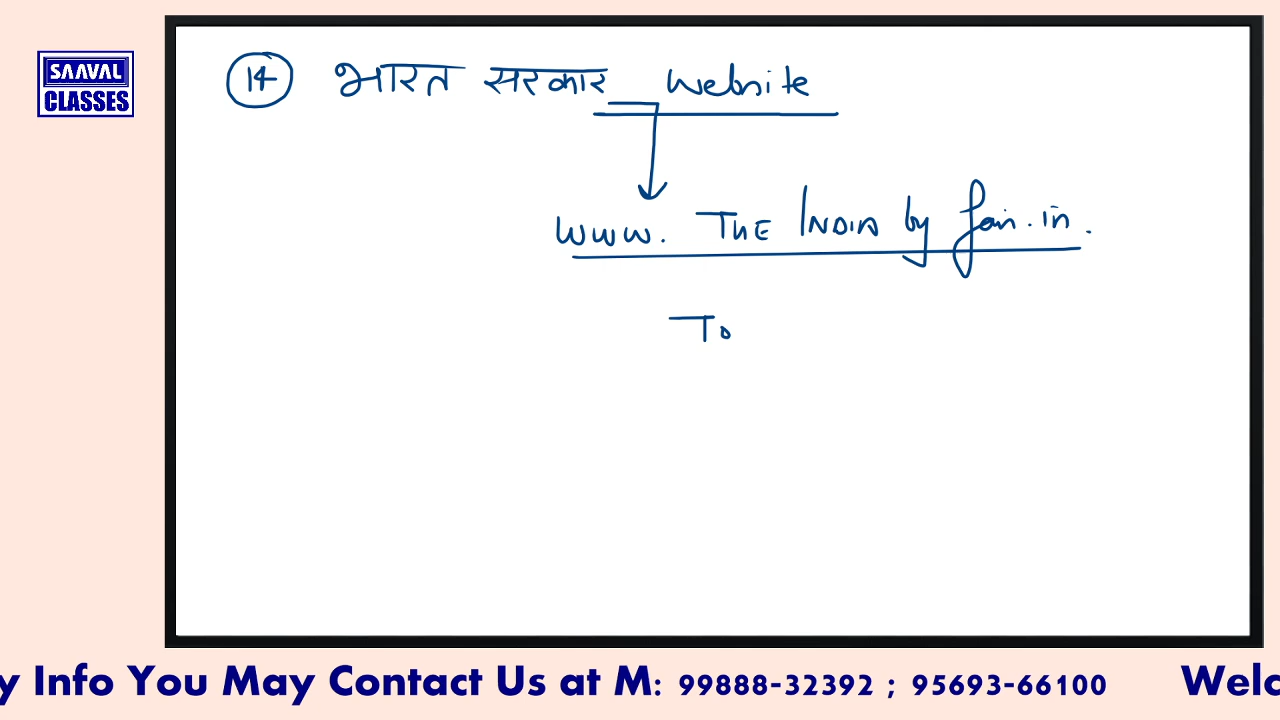 SAAVAL
CLASSES
14 भारत सरकार website
www. THE INDIA by fair.in.
To
y Info You May Contact Us at M: 99888-32392 ; 95693-66100 Welc